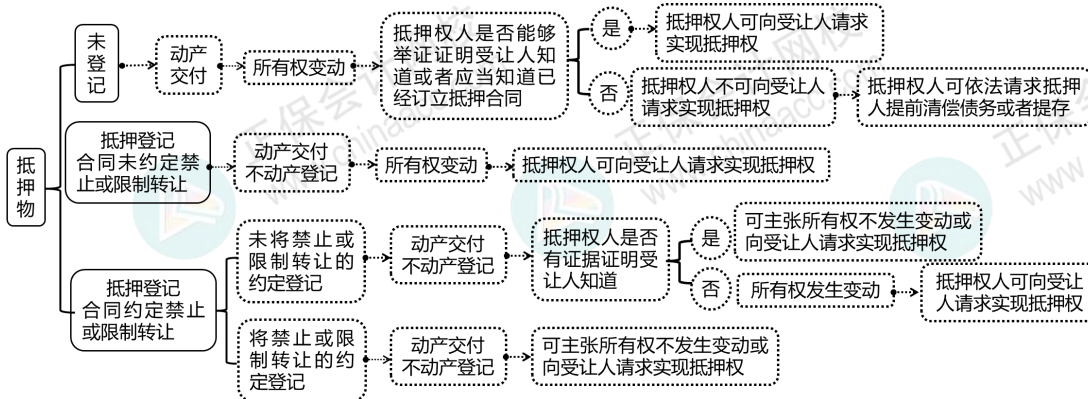 抵
押
物
未
登
记
动产
交付
所有权变动
抵押权人是否能够
举证证明受让人知
道或者应当知道已
经订立抵押合同
是
抵押权人可向受让人请求
实现抵押权
否
抵押权人不可向受让人
请求实现抵押权
抵押权人可依法请求抵押
人提前清偿债务或者提存
抵押登记
合同未约定禁
止或限制转让
动产交付
不动产登记
所有权变动
抵押权人可向受让人请求实现抵押权
抵押登记
合同约定禁止
或限制转让
未将禁止或
限制转让的
约定登记
动产交付
不动产登记
抵押权人是否
有证据证明受
让人知道
是
可主张所有权不发生变动或
向受让人请求实现抵押权
否
所有权发生变动
抵押权人可向受让
人请求实现抵押权
将禁止或限
制转让的约
定登记
动产交付
不动产登记
可主张所有权不发生变动或
向受让人请求实现抵押权